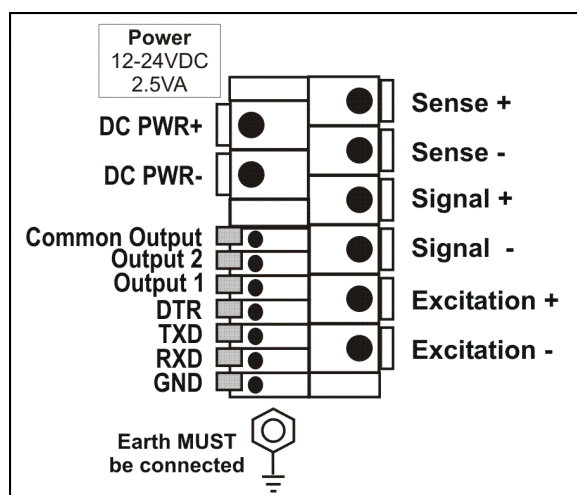 Power
12-24VDC
2.5VA
DC PWR+
DC PWR-
Common Output
Output 2
Output 1
DTR
TXD
RXD
GND
Sense +
Sense -
Signal +
Signal -
Excitation +
Excitation -
Earth MUST
be connected